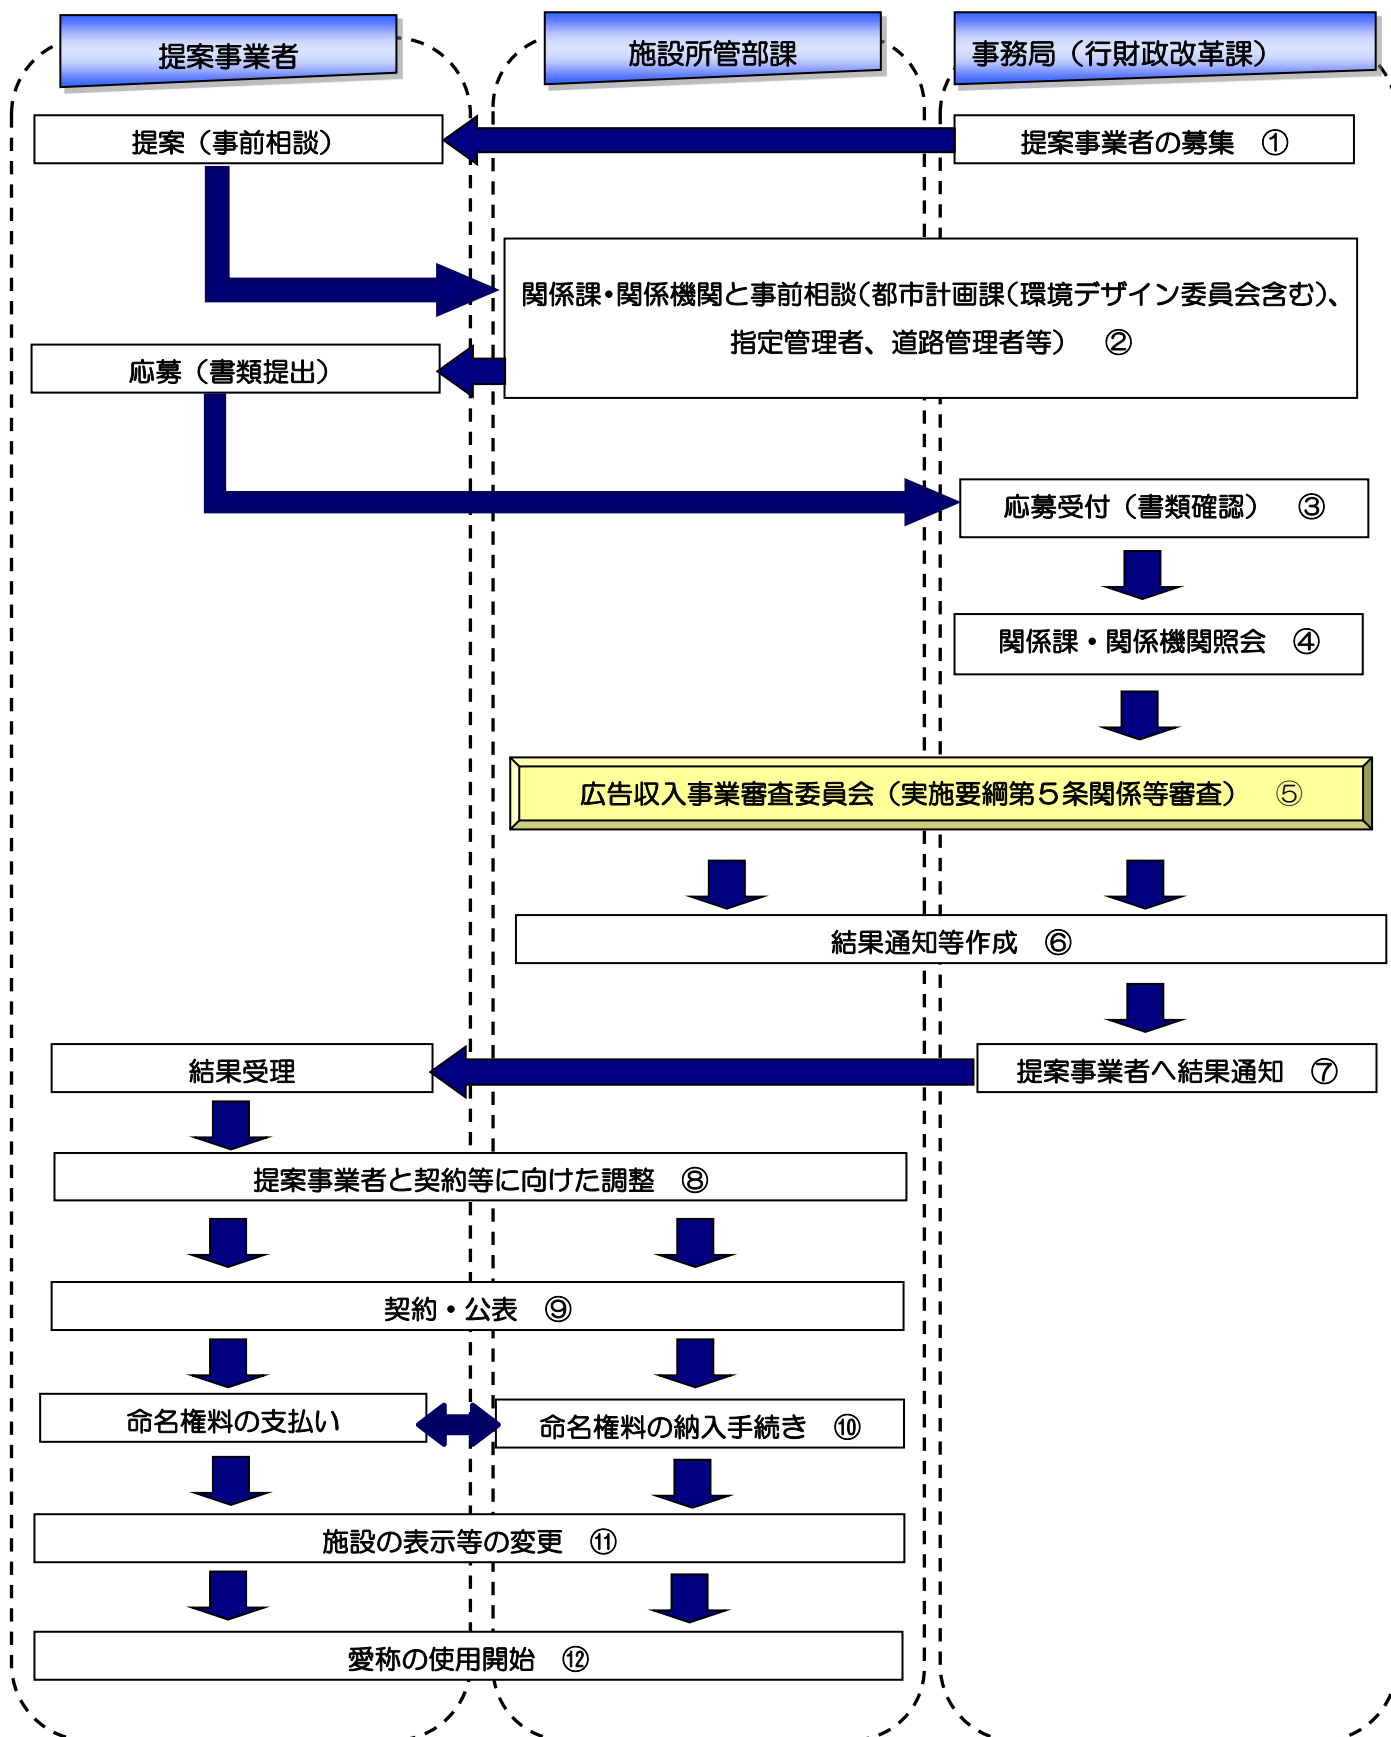 提案事業者
施設所管部課
事務局（行財政改革課）
提案（事前相談）
提案事業者の募集　①
関係課・関係機関と事前相談（都市計画課（環境デザイン委員会含む）、
指定管理者、道路管理者等）　②
応募（書類提出）
応募受付（書類確認）　③
関係課・関係機関照会　④
広告収入事業審査委員会（実施要綱第５条関係等審査）　⑤
結果通知等作成　⑥
結果受理
提案事業者へ結果通知　⑦
提案事業者と契約等に向けた調整　⑧
契約・公表　⑨
命名権料の支払い
命名権料の納入手続き　⑩
施設の表示等の変更　⑪
愛称の使用開始　⑫